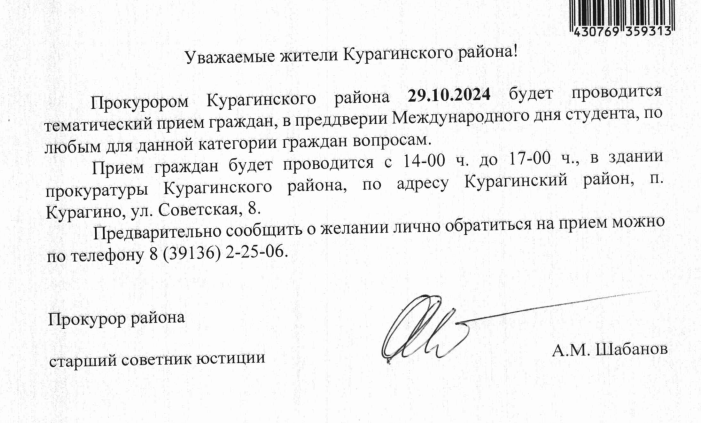 430769 359313
Уважаемые жители Курагинского района!
Прокурором Курагинского района 29.10.2024 будет проводится
тематический прием граждан, в преддверии Международного дня студента, по
любым для данной категории граждан вопросам.
Прием граждан будет проводится с 14-00 ч. до 17-00 ч., в здании
прокуратуры Курагинского района, по адресу Курагинский район, п.
Курагино, ул. Советская, 8.
Предварительно сообщить о желании лично обратиться на прием можно
по телефону 8 (39136) 2-25-06.
Прокурор района
старший советник юстиции
А.М. Шабанов